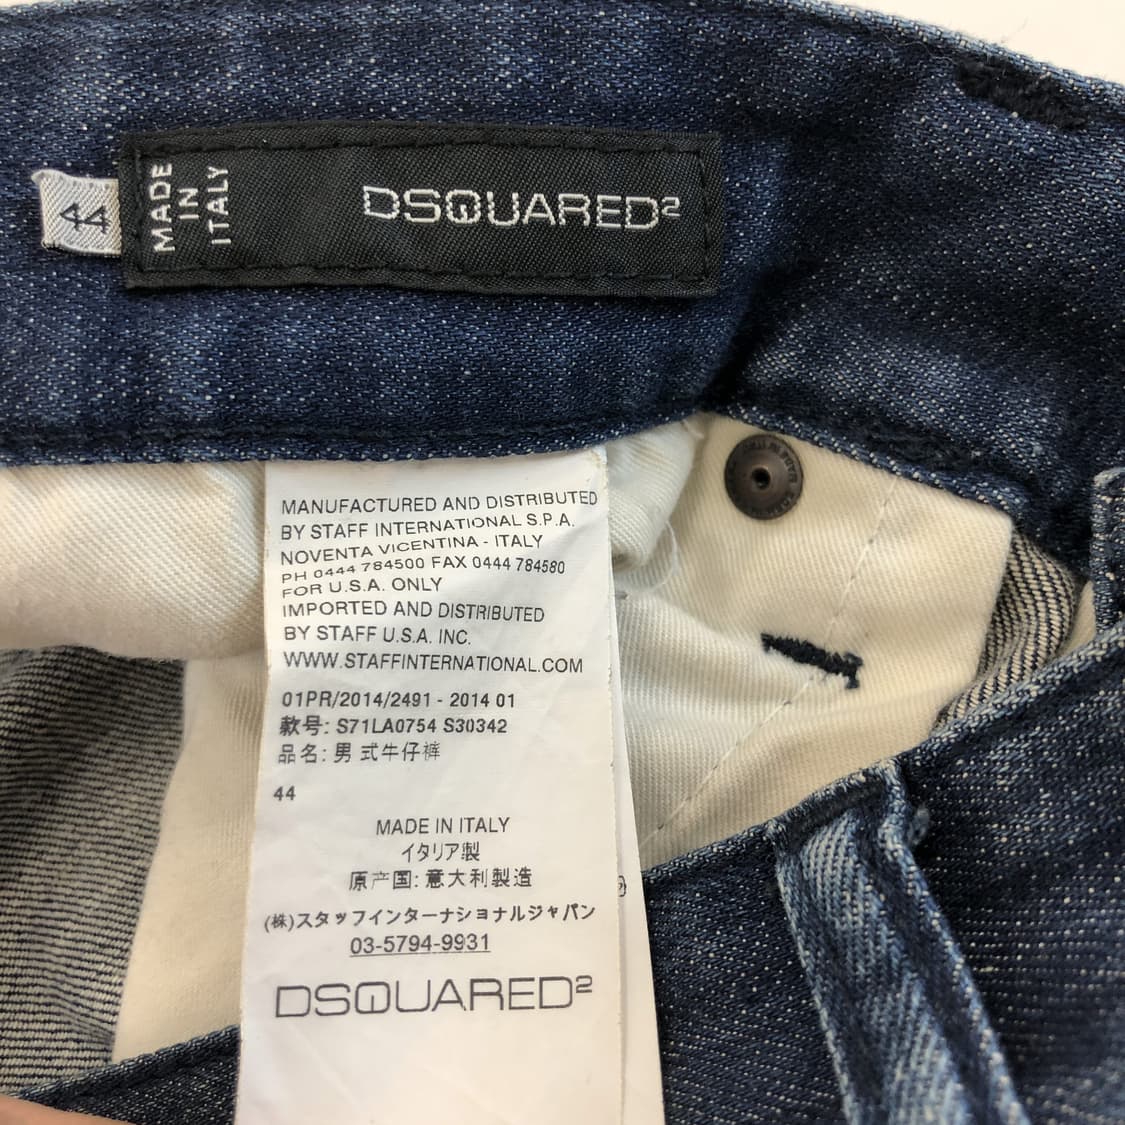 44
MADE
IN
ITALY
DSQUARED2
MANUFACTURED AND DISTRIBUTED
BY STAFF INTERNATIONAL S.P.A.
NOVENTA VICENTINA - ITALY
PH 0444 784500 FAX 0444 784580
FOR U.S.A. ONLY
IMPORTED AND DISTRIBUTED
BY STAFF U.S.A. INC.
WWW.STAFFINTERNATIONAL.COM
01PR/2014/2491 - 2014 01
款号: S71LA0754 S30342
品名: 男 式牛仔裤
44
MADE IN ITALY
イタリア製
原产国: 意大利製造
(株)スタッフインターナショナルジャパン
03-5794-9931
DSQUARED2